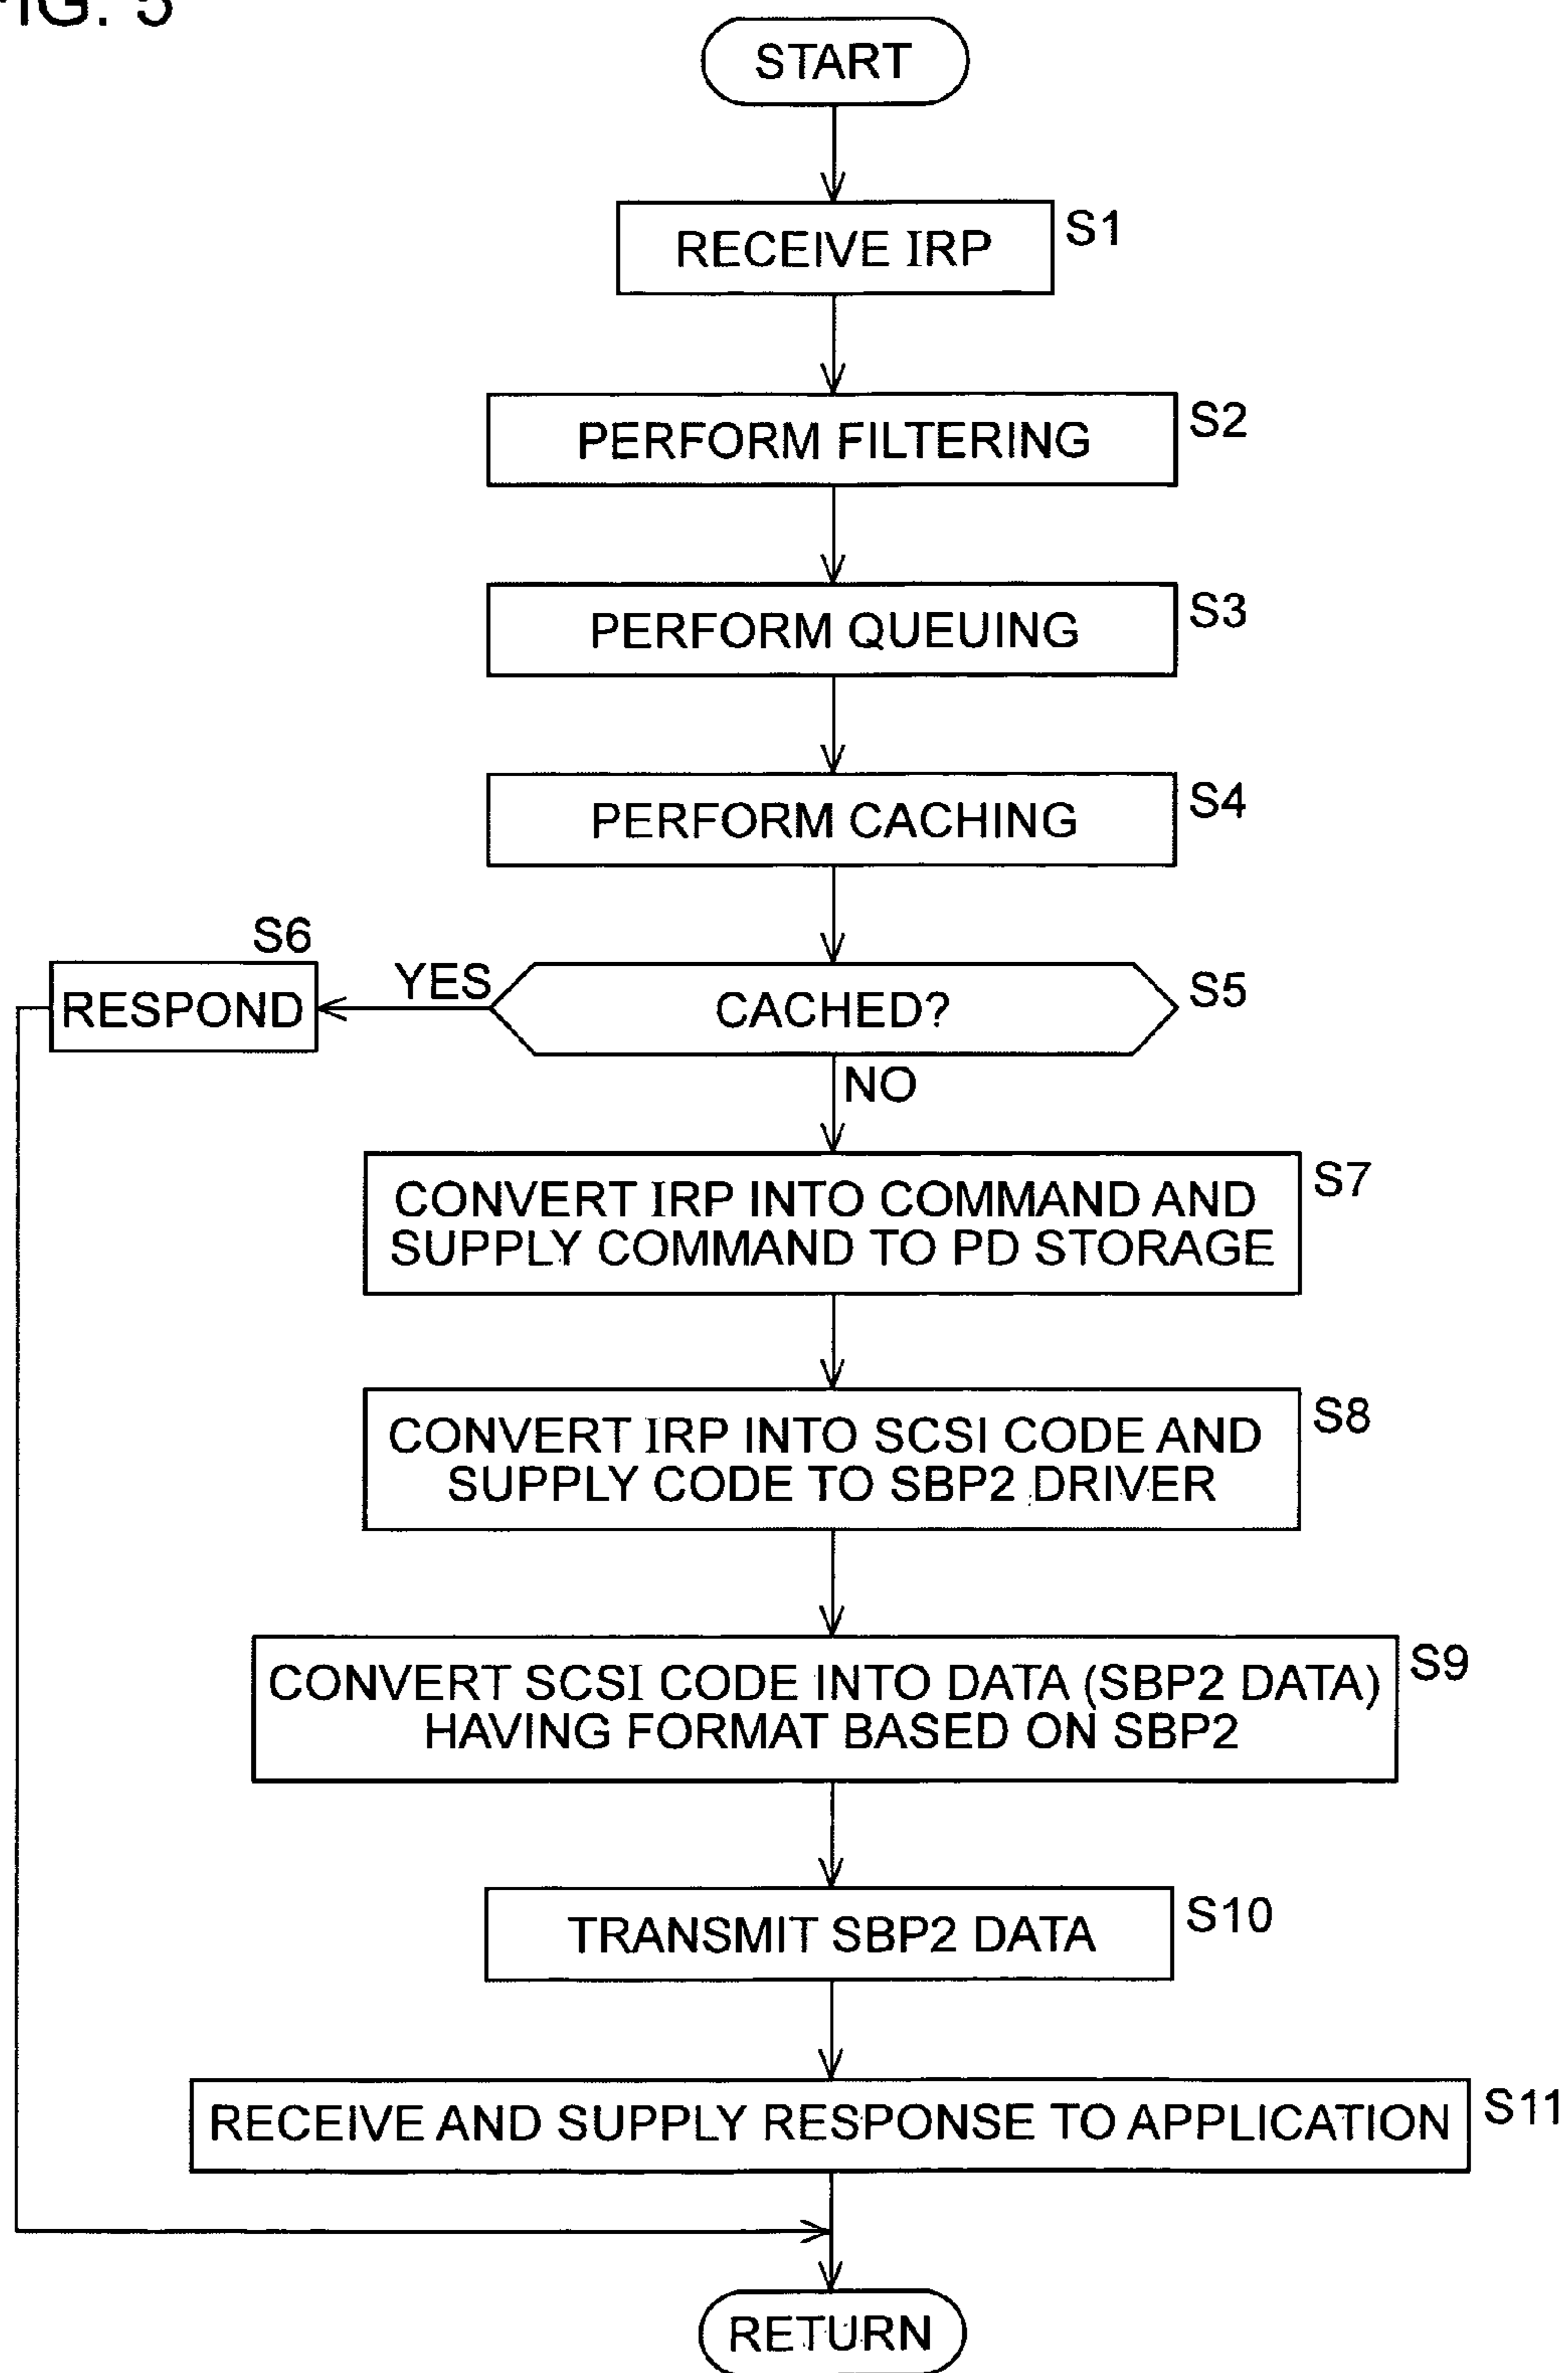 FIG. 5
START
RECEIVE IRP
S1
PERFORM FILTERING
S2
PERFORM QUEUING
S3
PERFORM CACHING
S4
S6
RESPOND
YES
CACHED?
S5
NO
CONVERT IRP INTO COMMAND AND
SUPPLY COMMAND TO PD STORAGE
S7
CONVERT IRP INTO SCSI CODE AND
SUPPLY CODE TO SBP2 DRIVER
S8
CONVERT SCSI CODE INTO DATA (SBP2 DATA)
HAVING FORMAT BASED ON SBP2
S9
TRANSMIT SBP2 DATA
S10
RECEIVE AND SUPPLY RESPONSE TO APPLICATION
S11
RETURN